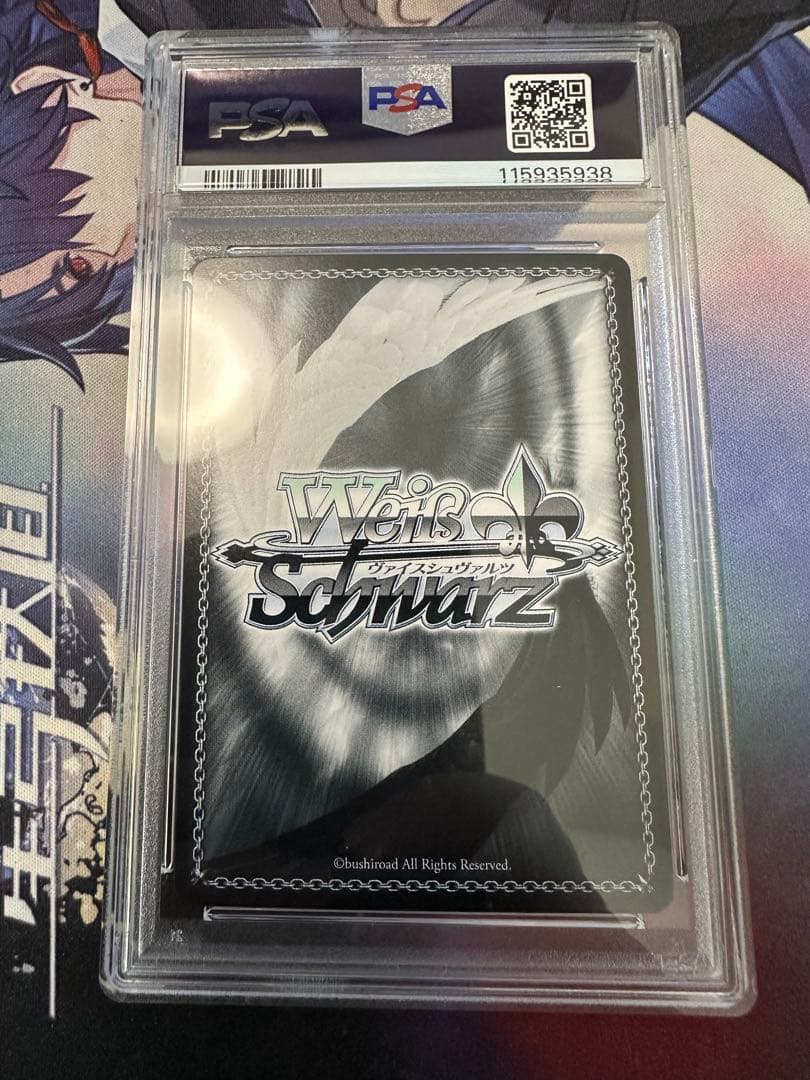 PSA
PSA
115935938
Weiß
ヴァイスシュヴァルツ
Schwarz
©bushiroad All Rights Reserved.